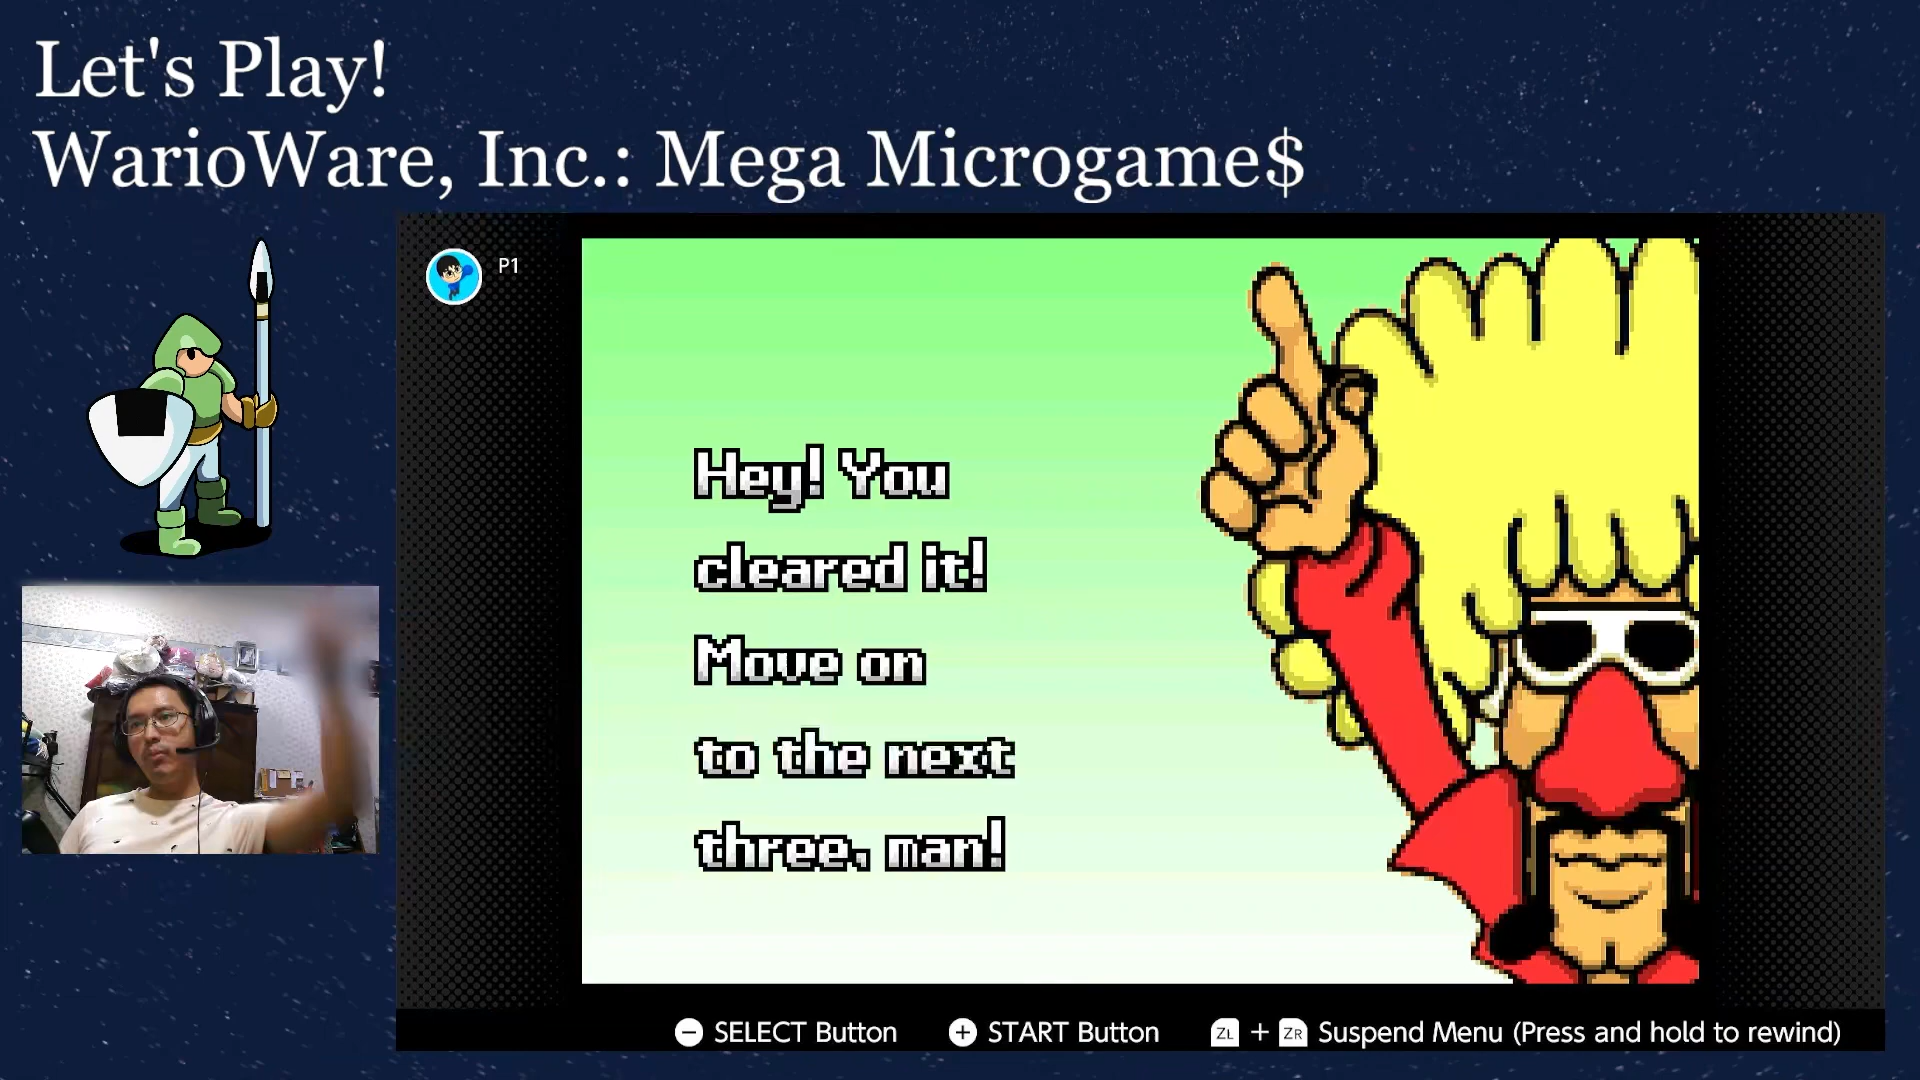 Let's Play!
WarioWare, Inc.: Mega Microgame$
P1
Hey! You
cleared it!
Move on
to the next
three, man!
SELECT Button
START Button
ZL + ZR Suspend Menu (Press and hold to rewind)